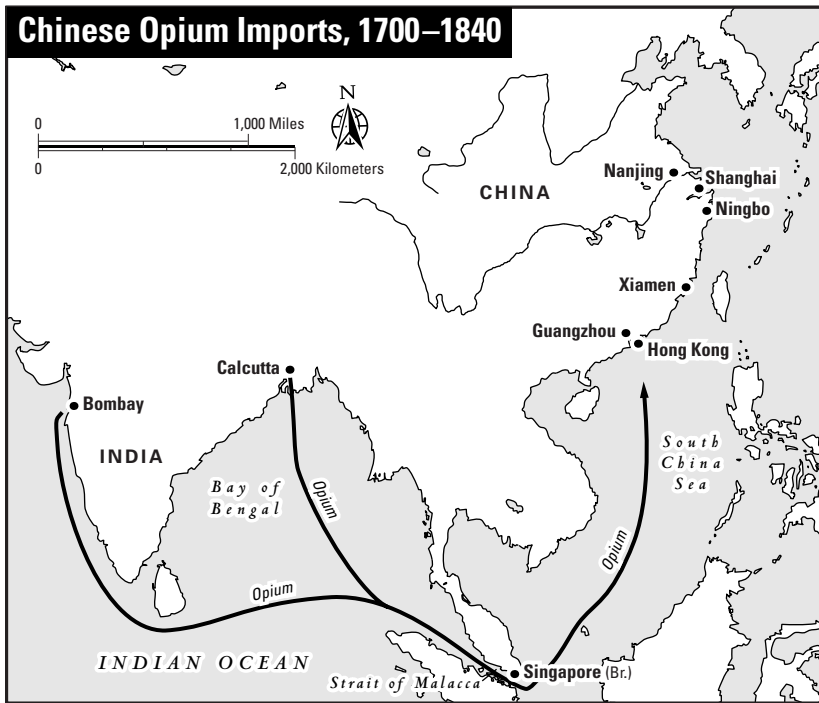 Chinese Opium Imports, 1700–1840
N
0
1,000 Miles
0
2,000 Kilometers
CHINA
Nanjing
Shanghai
Ningbo
Xiamen
Guangzhou
Hong Kong
Calcutta
Bombay
INDIA
Bay of
Bengal
Opium
South
China
Sea
Opium
Opium
INDIAN OCEAN
Strait of Malacca
Singapore (Br.)